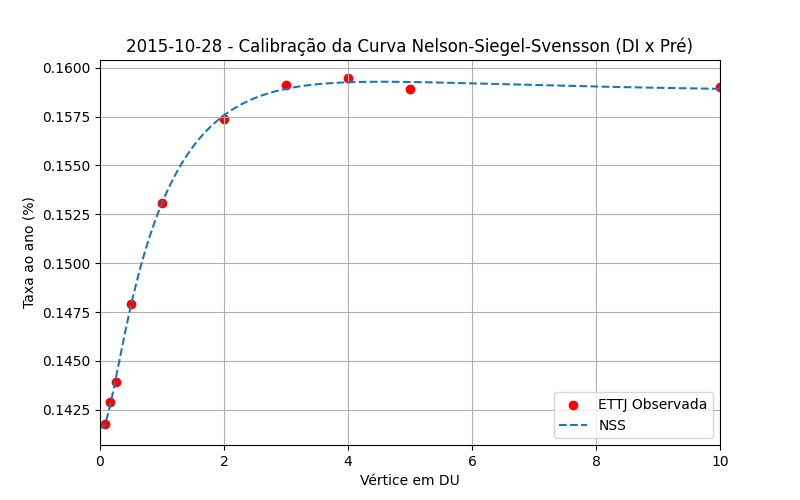 2015-10-28 - Calibração da Curva Nelson-Siegel-Svensson (DI x Pré)
0.1600
0.1575
0.1550
0.1525
0.1500
0.1475
0.1450
0.1425
Taxa ao ano (%)
ETTJ Observada
NSS
0 2 4 6 8 10
Vértice em DU